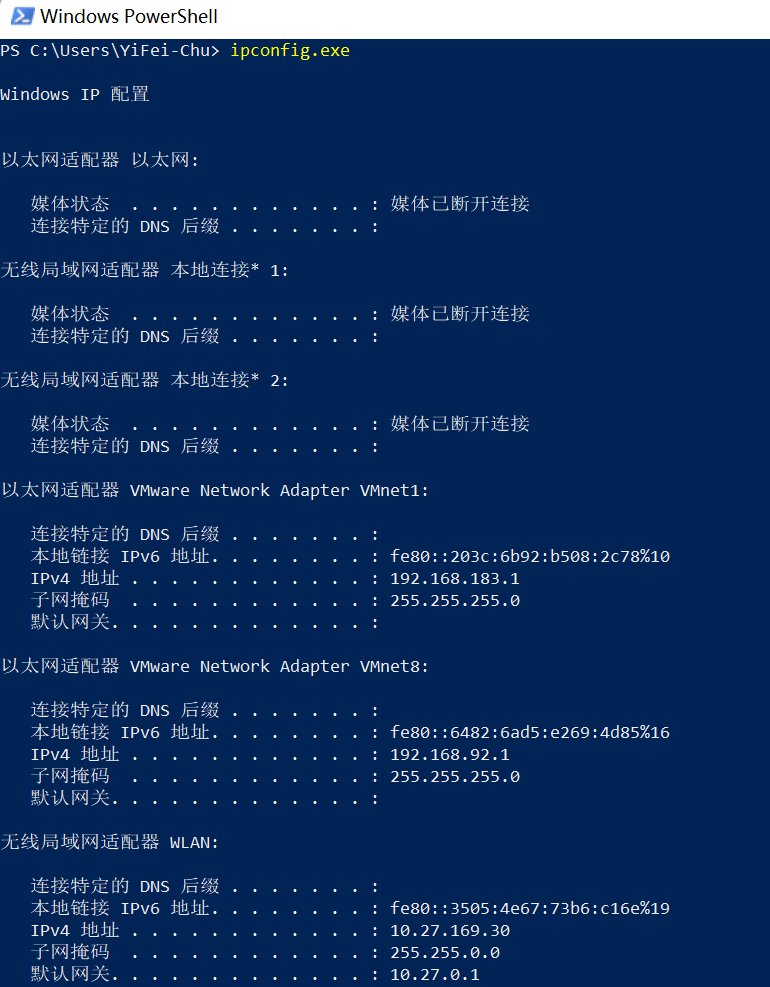 Windows PowerShell
PS C:\Users\YiFei-Chu> ipconfig.exe
Windows IP 配置
以太网适配器 以太网:
媒体状态 . . . . . . . . . . . . : 媒体已断开连接
连接特定的 DNS 后缀 . . . . . . . :
无线局域网适配器 本地连接* 1:
媒体状态 . . . . . . . . . . . . : 媒体已断开连接
连接特定的 DNS 后缀 . . . . . . . :
无线局域网适配器 本地连接* 2:
媒体状态 . . . . . . . . . . . . : 媒体已断开连接
连接特定的 DNS 后缀 . . . . . . . :
以太网适配器 VMware Network Adapter VMnet1:
连接特定的 DNS 后缀 . . . . . . . :
本地链接 IPv6 地址. . . . . . . . : fe80::203c:6b92:b508:2c78%10
IPv4 地址 . . . . . . . . . . . . : 192.168.183.1
子网掩码 . . . . . . . . . . . . : 255.255.255.0
默认网关. . . . . . . . . . . . . :
以太网适配器 VMware Network Adapter VMnet8:
连接特定的 DNS 后缀 . . . . . . . :
本地链接 IPv6 地址. . . . . . . . : fe80::6482:6ad5:e269:4d85%16
IPv4 地址 . . . . . . . . . . . . : 192.168.92.1
子网掩码 . . . . . . . . . . . . : 255.255.255.0
默认网关. . . . . . . . . . . . . :
无线局域网适配器 WLAN:
连接特定的 DNS 后缀 . . . . . . . :
本地链接 IPv6 地址. . . . . . . . : fe80::3505:4e67:73b6:c16e%19
IPv4 地址 . . . . . . . . . . . . : 10.27.169.30
子网掩码 . . . . . . . . . . . . : 255.255.0.0
默认网关. . . . . . . . . . . . . : 10.27.0.1